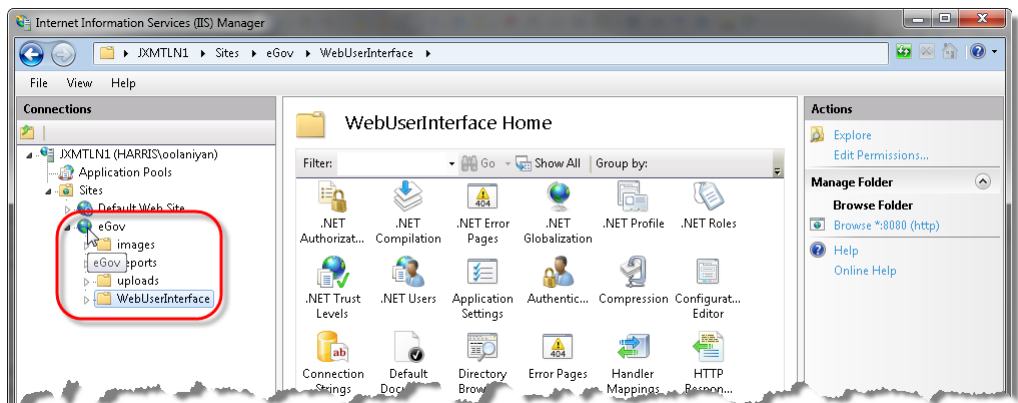 Internet Information Services (IIS) Manager
JXMTLN1 Sites eGov WebUserInterface
File View Help
Connections
JXMTLN1 (HARRIS\oolaniyan)
Application Pools
Sites
Default Web Site
eGov
images
eGov
eports
uploads
WebUserInterface
WebUserInterface Home
Filter: Go Show All Group by:
.NET Authorizat...
.NET Compilation
.NET Error Pages
.NET Globalization
.NET Profile
.NET Roles
.NET Trust Levels
.NET Users
Application Settings
Authentic...
Compression
Configurat... Editor
Connection Strings
Default Docu
Directory Brow
Error Pages
Handler Mappings
HTTP Respon...
Actions
Explore
Edit Permissions...
Manage Folder
Browse Folder
Browse *:8080 (http)
Help
Online Help